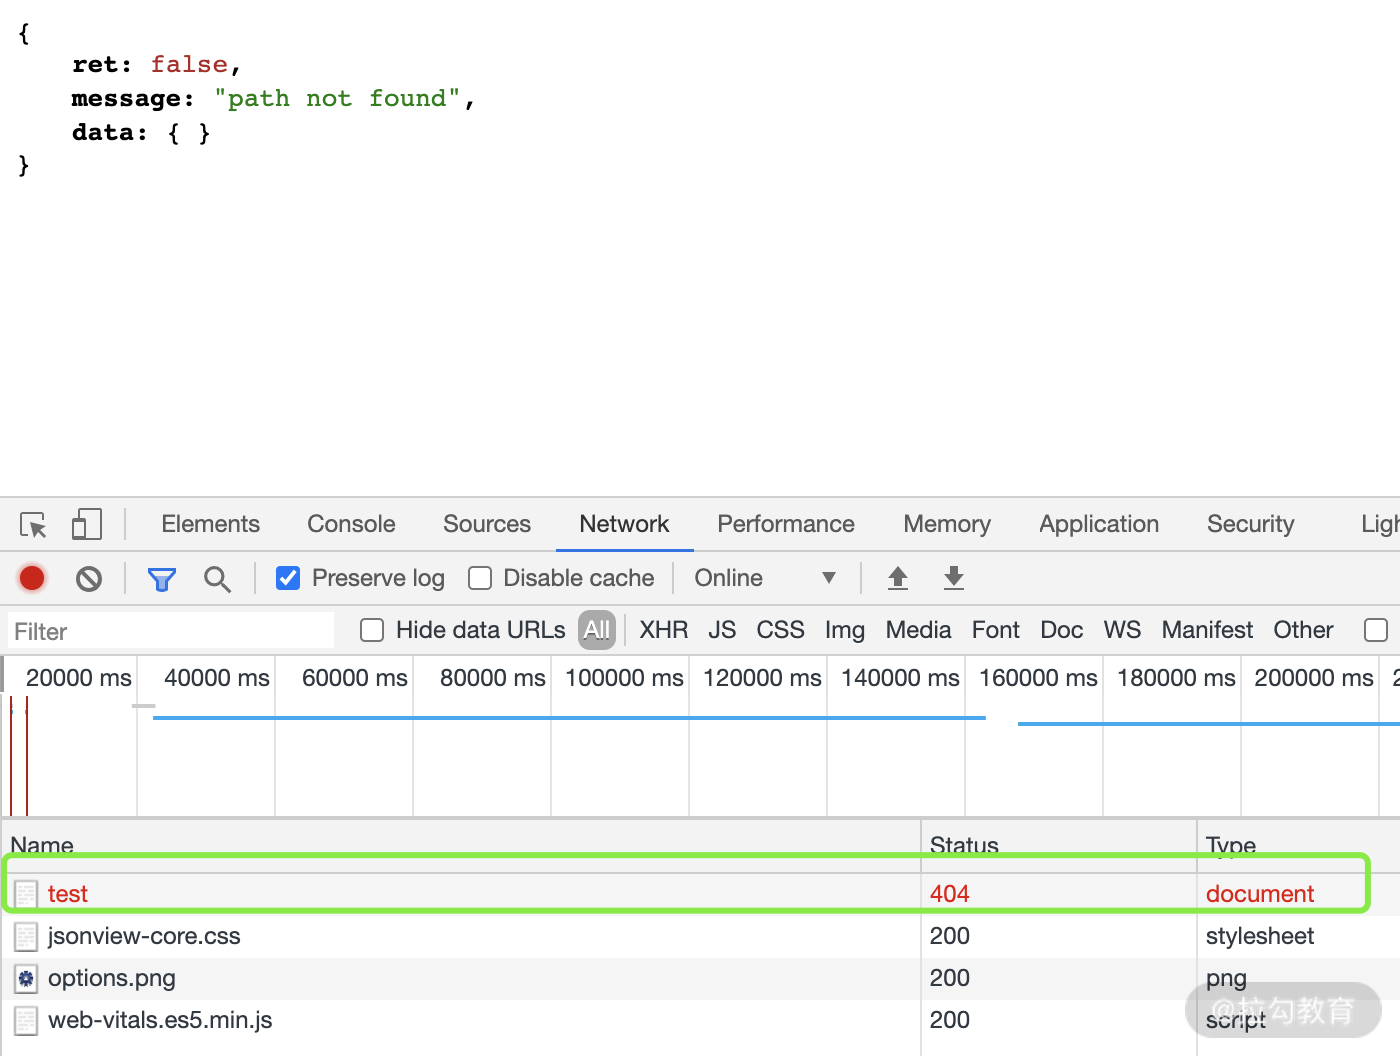 {
ret: false,
message: "path not found",
data: { }
}
Elements Console Sources Network Performance Memory Application Security Ligh
Preserve log Disable cache Online
Filter Hide data URLs All XHR JS CSS Img Media Font Doc WS Manifest Other
20000 ms 40000 ms 60000 ms 80000 ms 100000 ms 120000 ms 140000 ms 160000 ms 180000 ms 200000 ms 2
Name Status Type
test 404 document
jsonview-core.css 200 stylesheet
options.png 200 png
web-vitals.es5.min.js 200 script
@拉勾教育